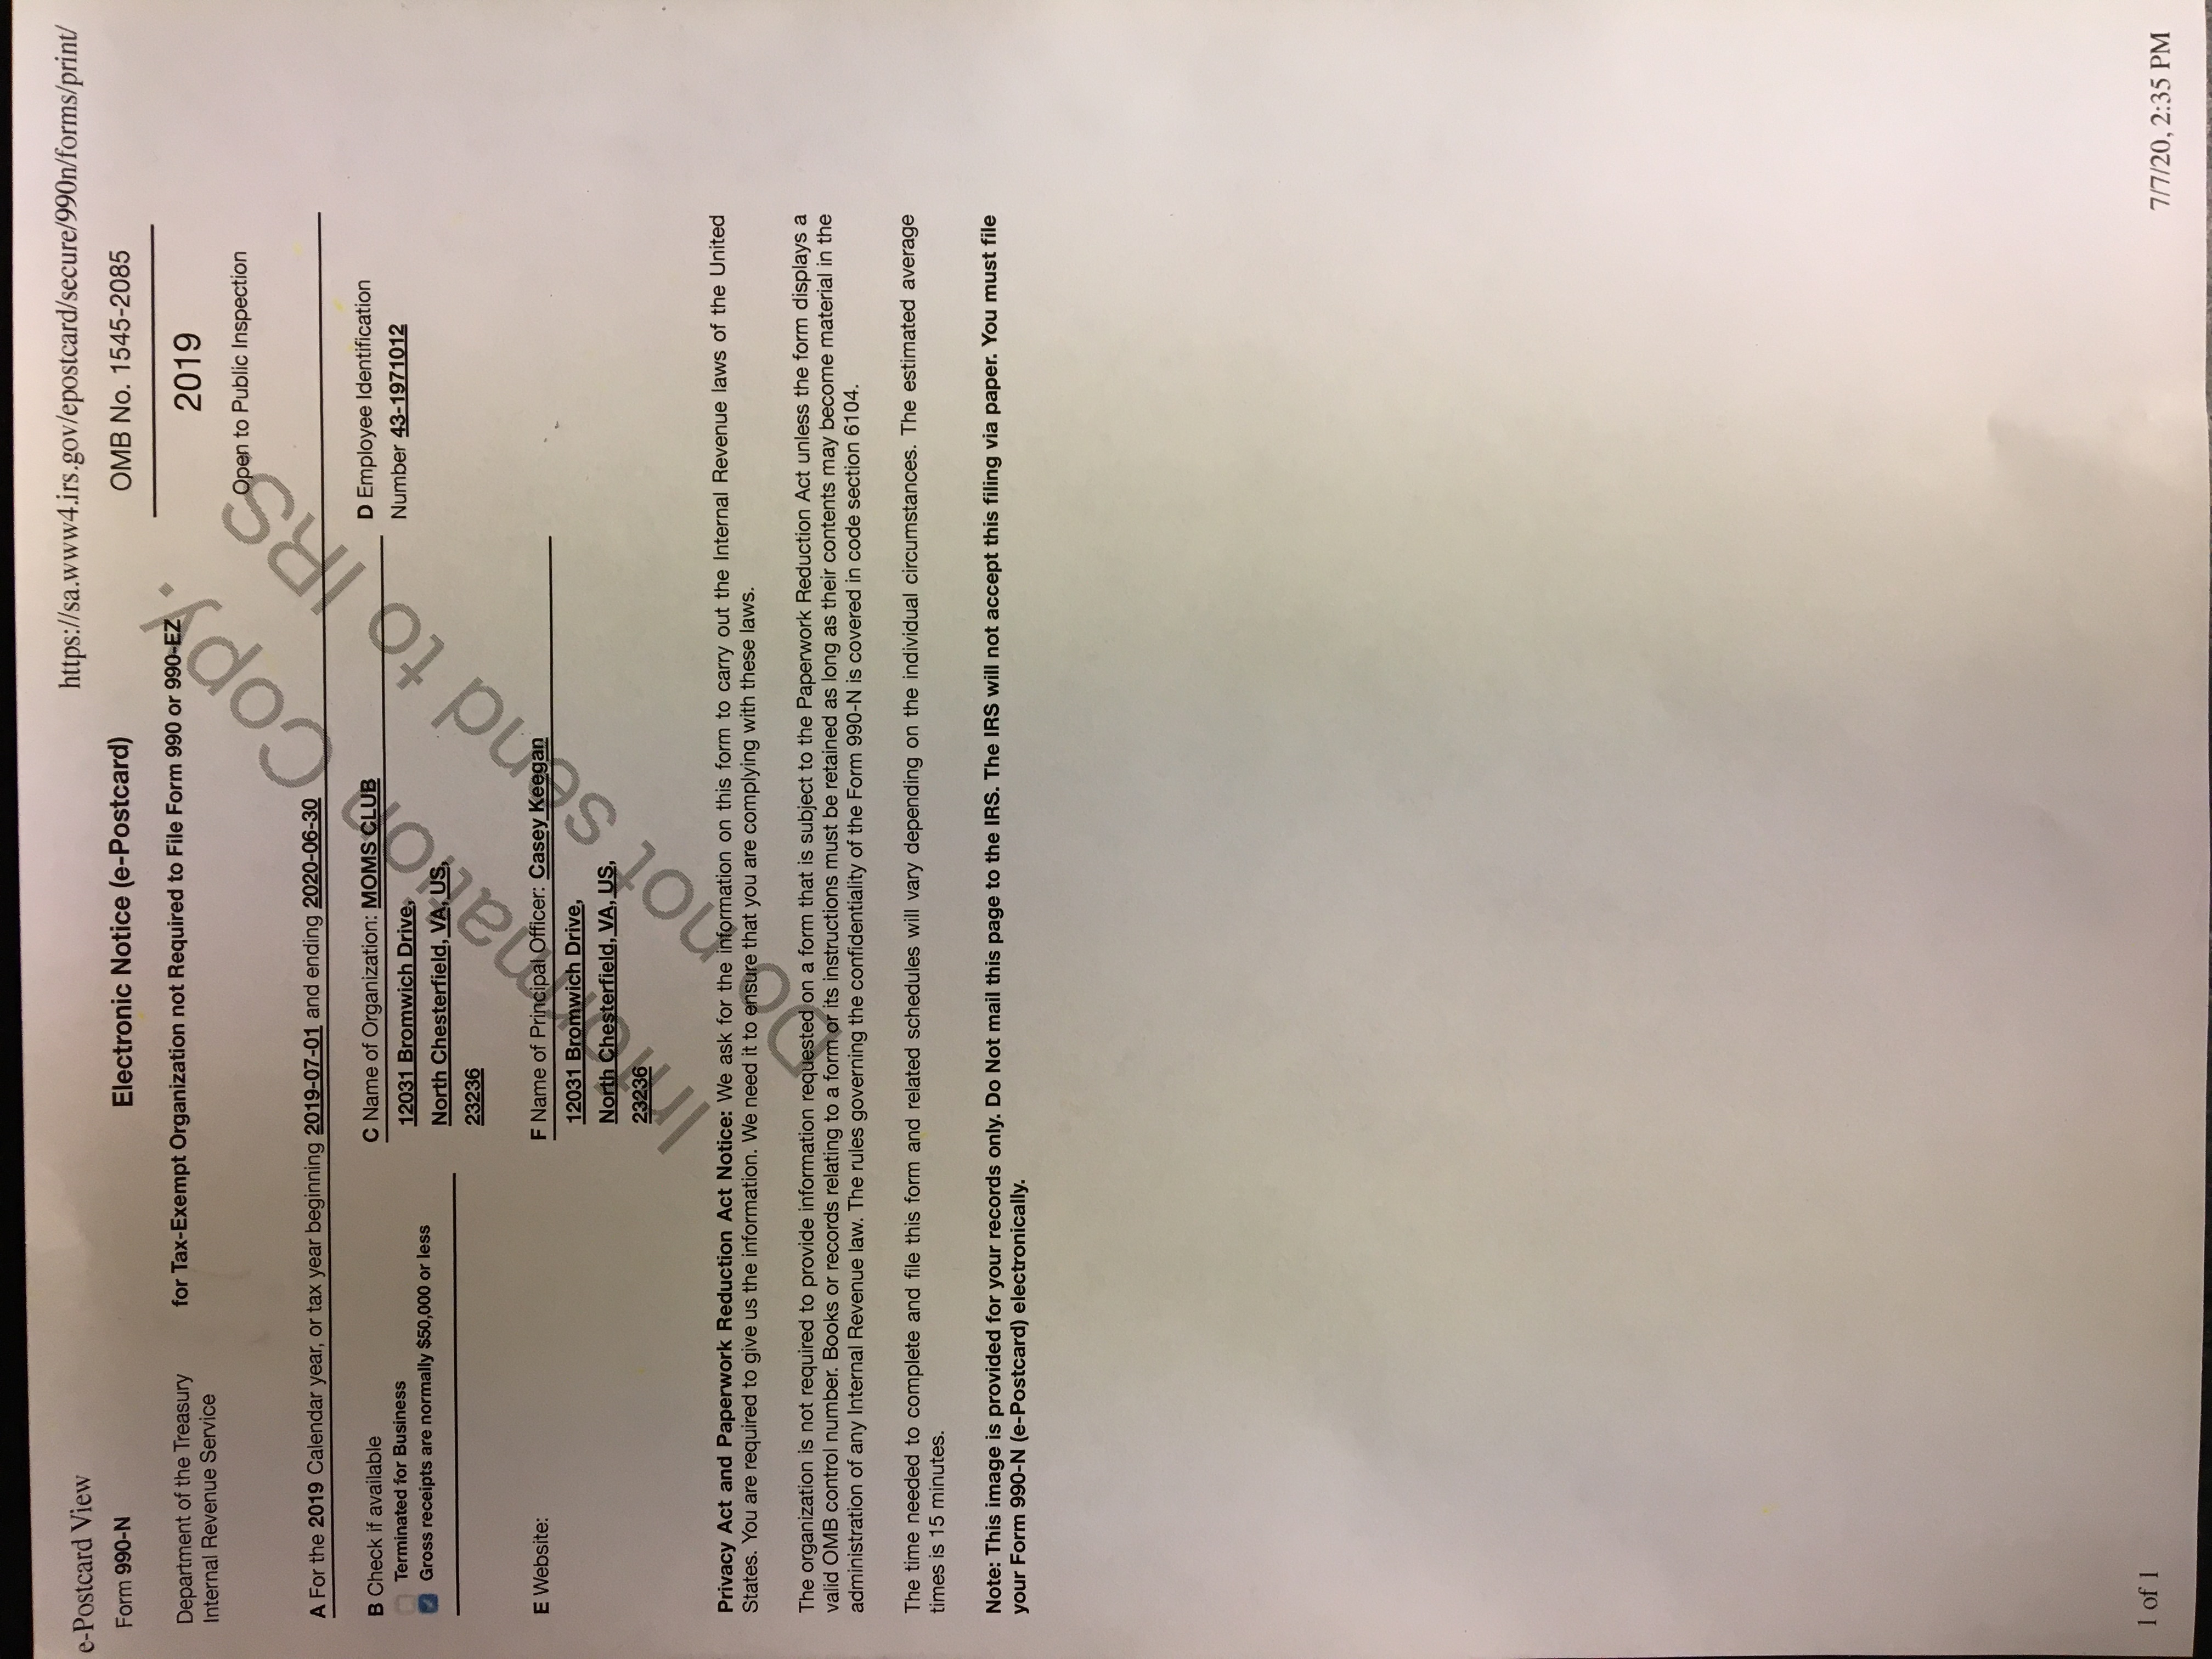 e-Postcard View
https://sa.www4.irs.gov/epostcard/secure/990n/forms/print/
Form 990-N
Electronic Notice (e-Postcard)
OMB No. 1545-2085
Department of the Treasury
Internal Revenue Service
for Tax-Exempt Organization not Required to File Form 990 or 990-EZ
2019
Open to Public Inspection
A For the 2019 Calendar year, or tax year beginning 2019-07-01 and ending 2020-06-30
B Check if available
Terminated for Business
Gross receipts are normally $50,000 or less
C Name of Organization: MOMS CLUB
12031 Bromwich Drive,
North Chesterfield, VA, US,
23236
D Employee Identification
Number 43-1971012
E Website:
F Name of Principal Officer: Casey Keegan
12031 Bromwich Drive,
North Chesterfield, VA, US,
23236
Information Copy.
Do not send to IRS.
Privacy Act and Paperwork Reduction Act Notice: We ask for the information on this form to carry out the Internal Revenue laws of the United
States. You are required to give us the information. We need it to ensure that you are complying with these laws.
The organization is not required to provide information requested on a form that is subject to the Paperwork Reduction Act unless the form displays a
valid OMB control number. Books or records relating to a form or its instructions must be retained as long as their contents may become material in the
administration of any Internal Revenue law. The rules governing the confidentiality of the Form 990-N is covered in code section 6104.
The time needed to complete and file this form and related schedules will vary depending on the individual circumstances. The estimated average
times is 15 minutes.
Note: This image is provided for your records only. Do Not mail this page to the IRS. The IRS will not accept this filing via paper. You must file
your Form 990-N (e-Postcard) electronically.
1 of 1
7/7/20, 2:35 PM